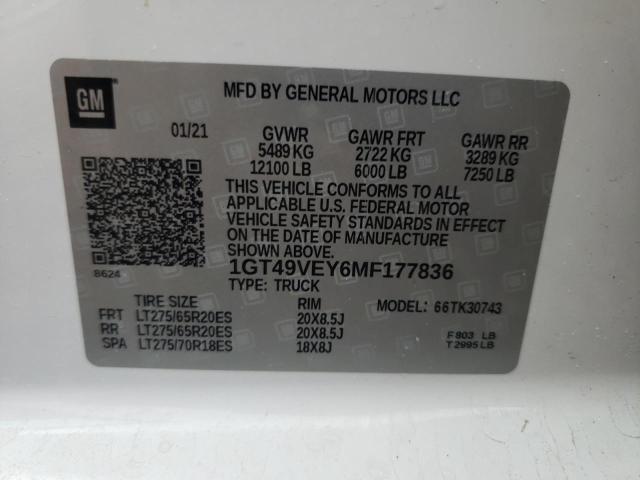 GM
MFD BY GENERAL MOTORS LLC
01/21 GVWR GAWR FRT GAWR RR
5489 KG 2722 KG 3289 KG
12100 LB 6000 LB 7250 LB
THIS VEHICLE CONFORMS TO ALL
APPLICABLE U.S. FEDERAL MOTOR
VEHICLE SAFETY STANDARDS IN EFFECT
ON THE DATE OF MANUFACTURE
SHOWN ABOVE.
8624
1GT49VEY6MF177836
TYPE: TRUCK
TIRE SIZE RIM MODEL: 66TK30743
FRT LT275/65R20ES 20X8.5J
RR LT275/65R20ES 20X8.5J F 803 LB
SPA LT275/70R18ES 18X8J T 2995 LB